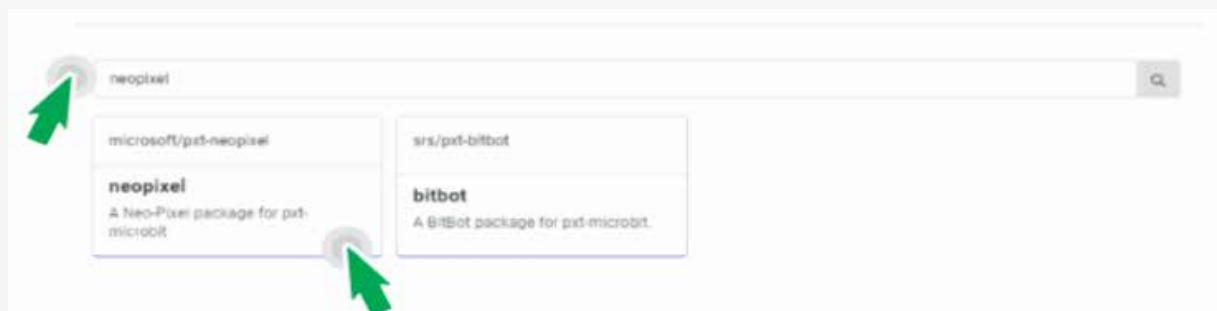 neopixel
microsoft/pxt-neopixel
neopixel
A Neo-Pixel package for pxt-
microbit
srs/pxt-bitbot
bitbot
A BitBot package for pxt-microbit.